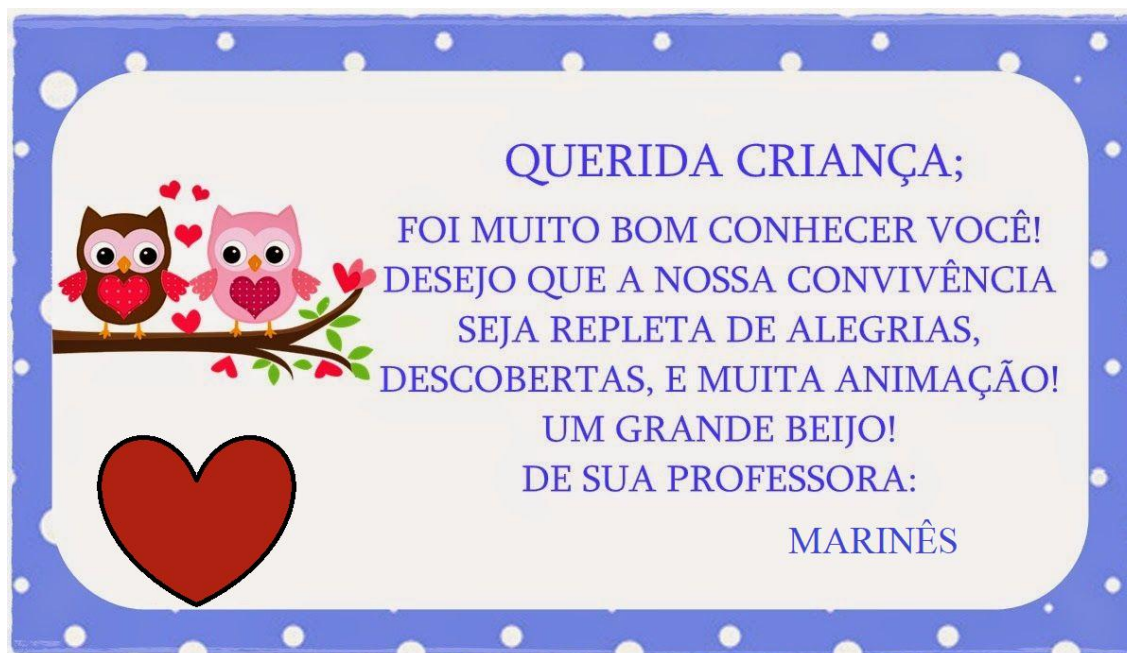 QUERIDA CRIANÇA;
FOI MUITO BOM CONHECER VOCÊ!
DESEJO QUE A NOSSA CONVIVÊNCIA
SEJA REPLETA DE ALEGRIAS,
DESCOBERTAS, E MUITA ANIMAÇÃO!
UM GRANDE BEIJO!
DE SUA PROFESSORA:
MARINÊS